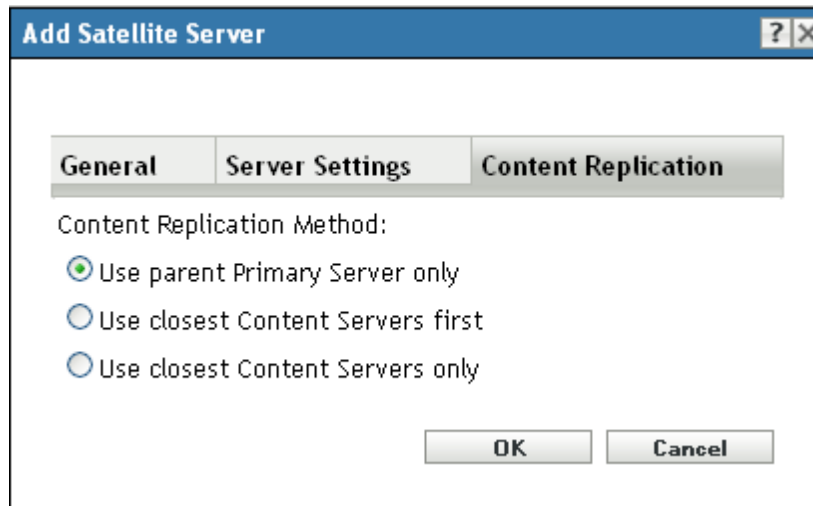 Add Satellite Server ?
General Server Settings Content Replication
Content Replication Method:
Use parent Primary Server only
Use closest Content Servers first
Use closest Content Servers only
OK Cancel